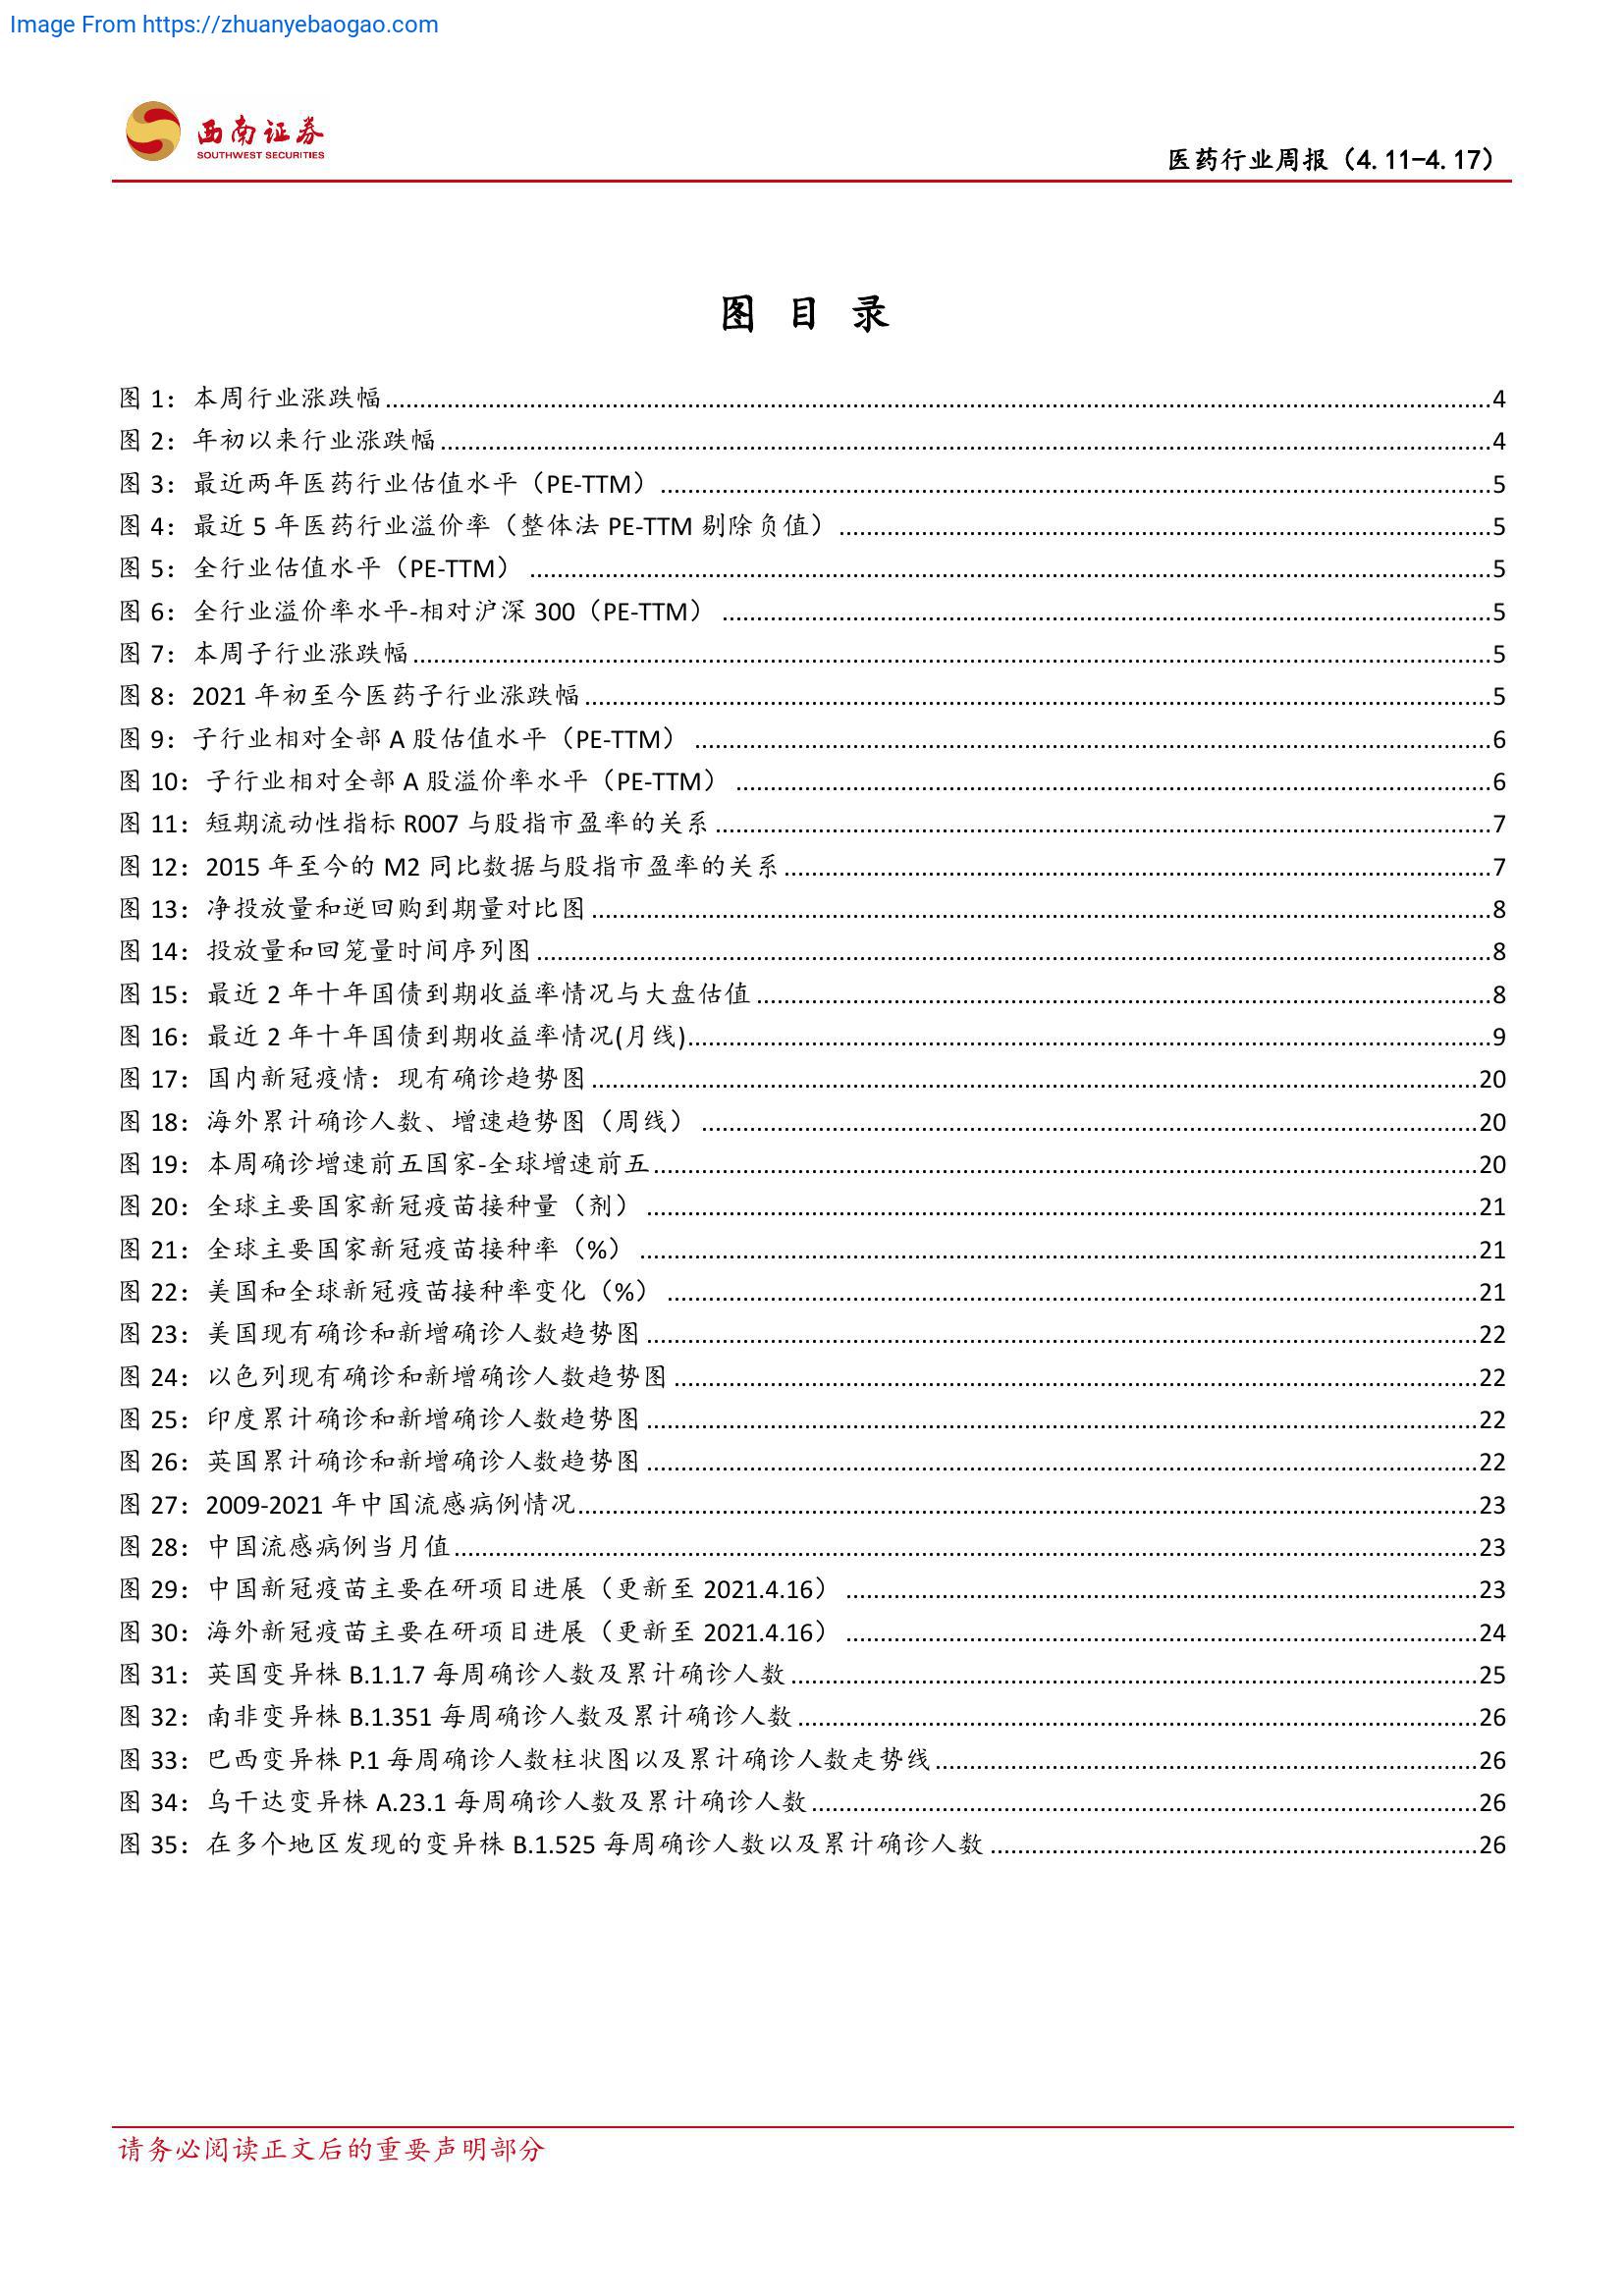 Image From https://zhuanyebaogao.com
西南证券
SOUTHWEST SECURITIES
医药行业周报（4.11-4.17）
图 目 录
图 1：本周行业涨跌幅........4
图 2：年初以来行业涨跌幅........4
图 3：最近两年医药行业估值水平（PE-TTM）........5
图 4：最近 5 年医药行业溢价率（整体法 PE-TTM 剔除负值）........5
图 5：全行业估值水平（PE-TTM）........5
图 6：全行业溢价率水平-相对沪深 300（PE-TTM）........5
图 7：本周子行业涨跌幅........5
图 8：2021 年初至今医药子行业涨跌幅........5
图 9：子行业相对全部 A 股估值水平（PE-TTM）........6
图 10：子行业相对全部 A 股溢价率水平（PE-TTM）........6
图 11：短期流动性指标 R007 与股指市盈率的关系........7
图 12：2015 年至今的 M2 同比数据与股指市盈率的关系........7
图 13：净投放量和逆回购到期量对比图........8
图 14：投放量和回笼量时间序列图........8
图 15：最近 2 年十年国债到期收益率情况与大盘估值........8
图 16：最近 2 年十年国债到期收益率情况(月线)........9
图 17：国内新冠疫情：现有确诊趋势图........20
图 18：海外累计确诊人数、增速趋势图（周线）........20
图 19：本周确诊增速前五国家-全球增速前五........20
图 20：全球主要国家新冠疫苗接种量（剂）........21
图 21：全球主要国家新冠疫苗接种率（%）........21
图 22：美国和全球新冠疫苗接种率变化（%）........21
图 23：美国现有确诊和新增确诊人数趋势图........22
图 24：以色列现有确诊和新增确诊人数趋势图........22
图 25：印度累计确诊和新增确诊人数趋势图........22
图 26：英国累计确诊和新增确诊人数趋势图........22
图 27：2009-2021 年中国流感病例情况........23
图 28：中国流感病例当月值........23
图 29：中国新冠疫苗主要在研项目进展（更新至 2021.4.16）........23
图 30：海外新冠疫苗主要在研项目进展（更新至 2021.4.16）........24
图 31：英国变异株 B.1.1.7 每周确诊人数及累计确诊人数........25
图 32：南非变异株 B.1.351 每周确诊人数及累计确诊人数........26
图 33：巴西变异株 P.1 每周确诊人数柱状图以及累计确诊人数走势线........26
图 34：乌干达变异株 A.23.1 每周确诊人数及累计确诊人数........26
图 35：在多个地区发现的变异株 B.1.525 每周确诊人数以及累计确诊人数........26
请务必阅读正文后的重要声明部分